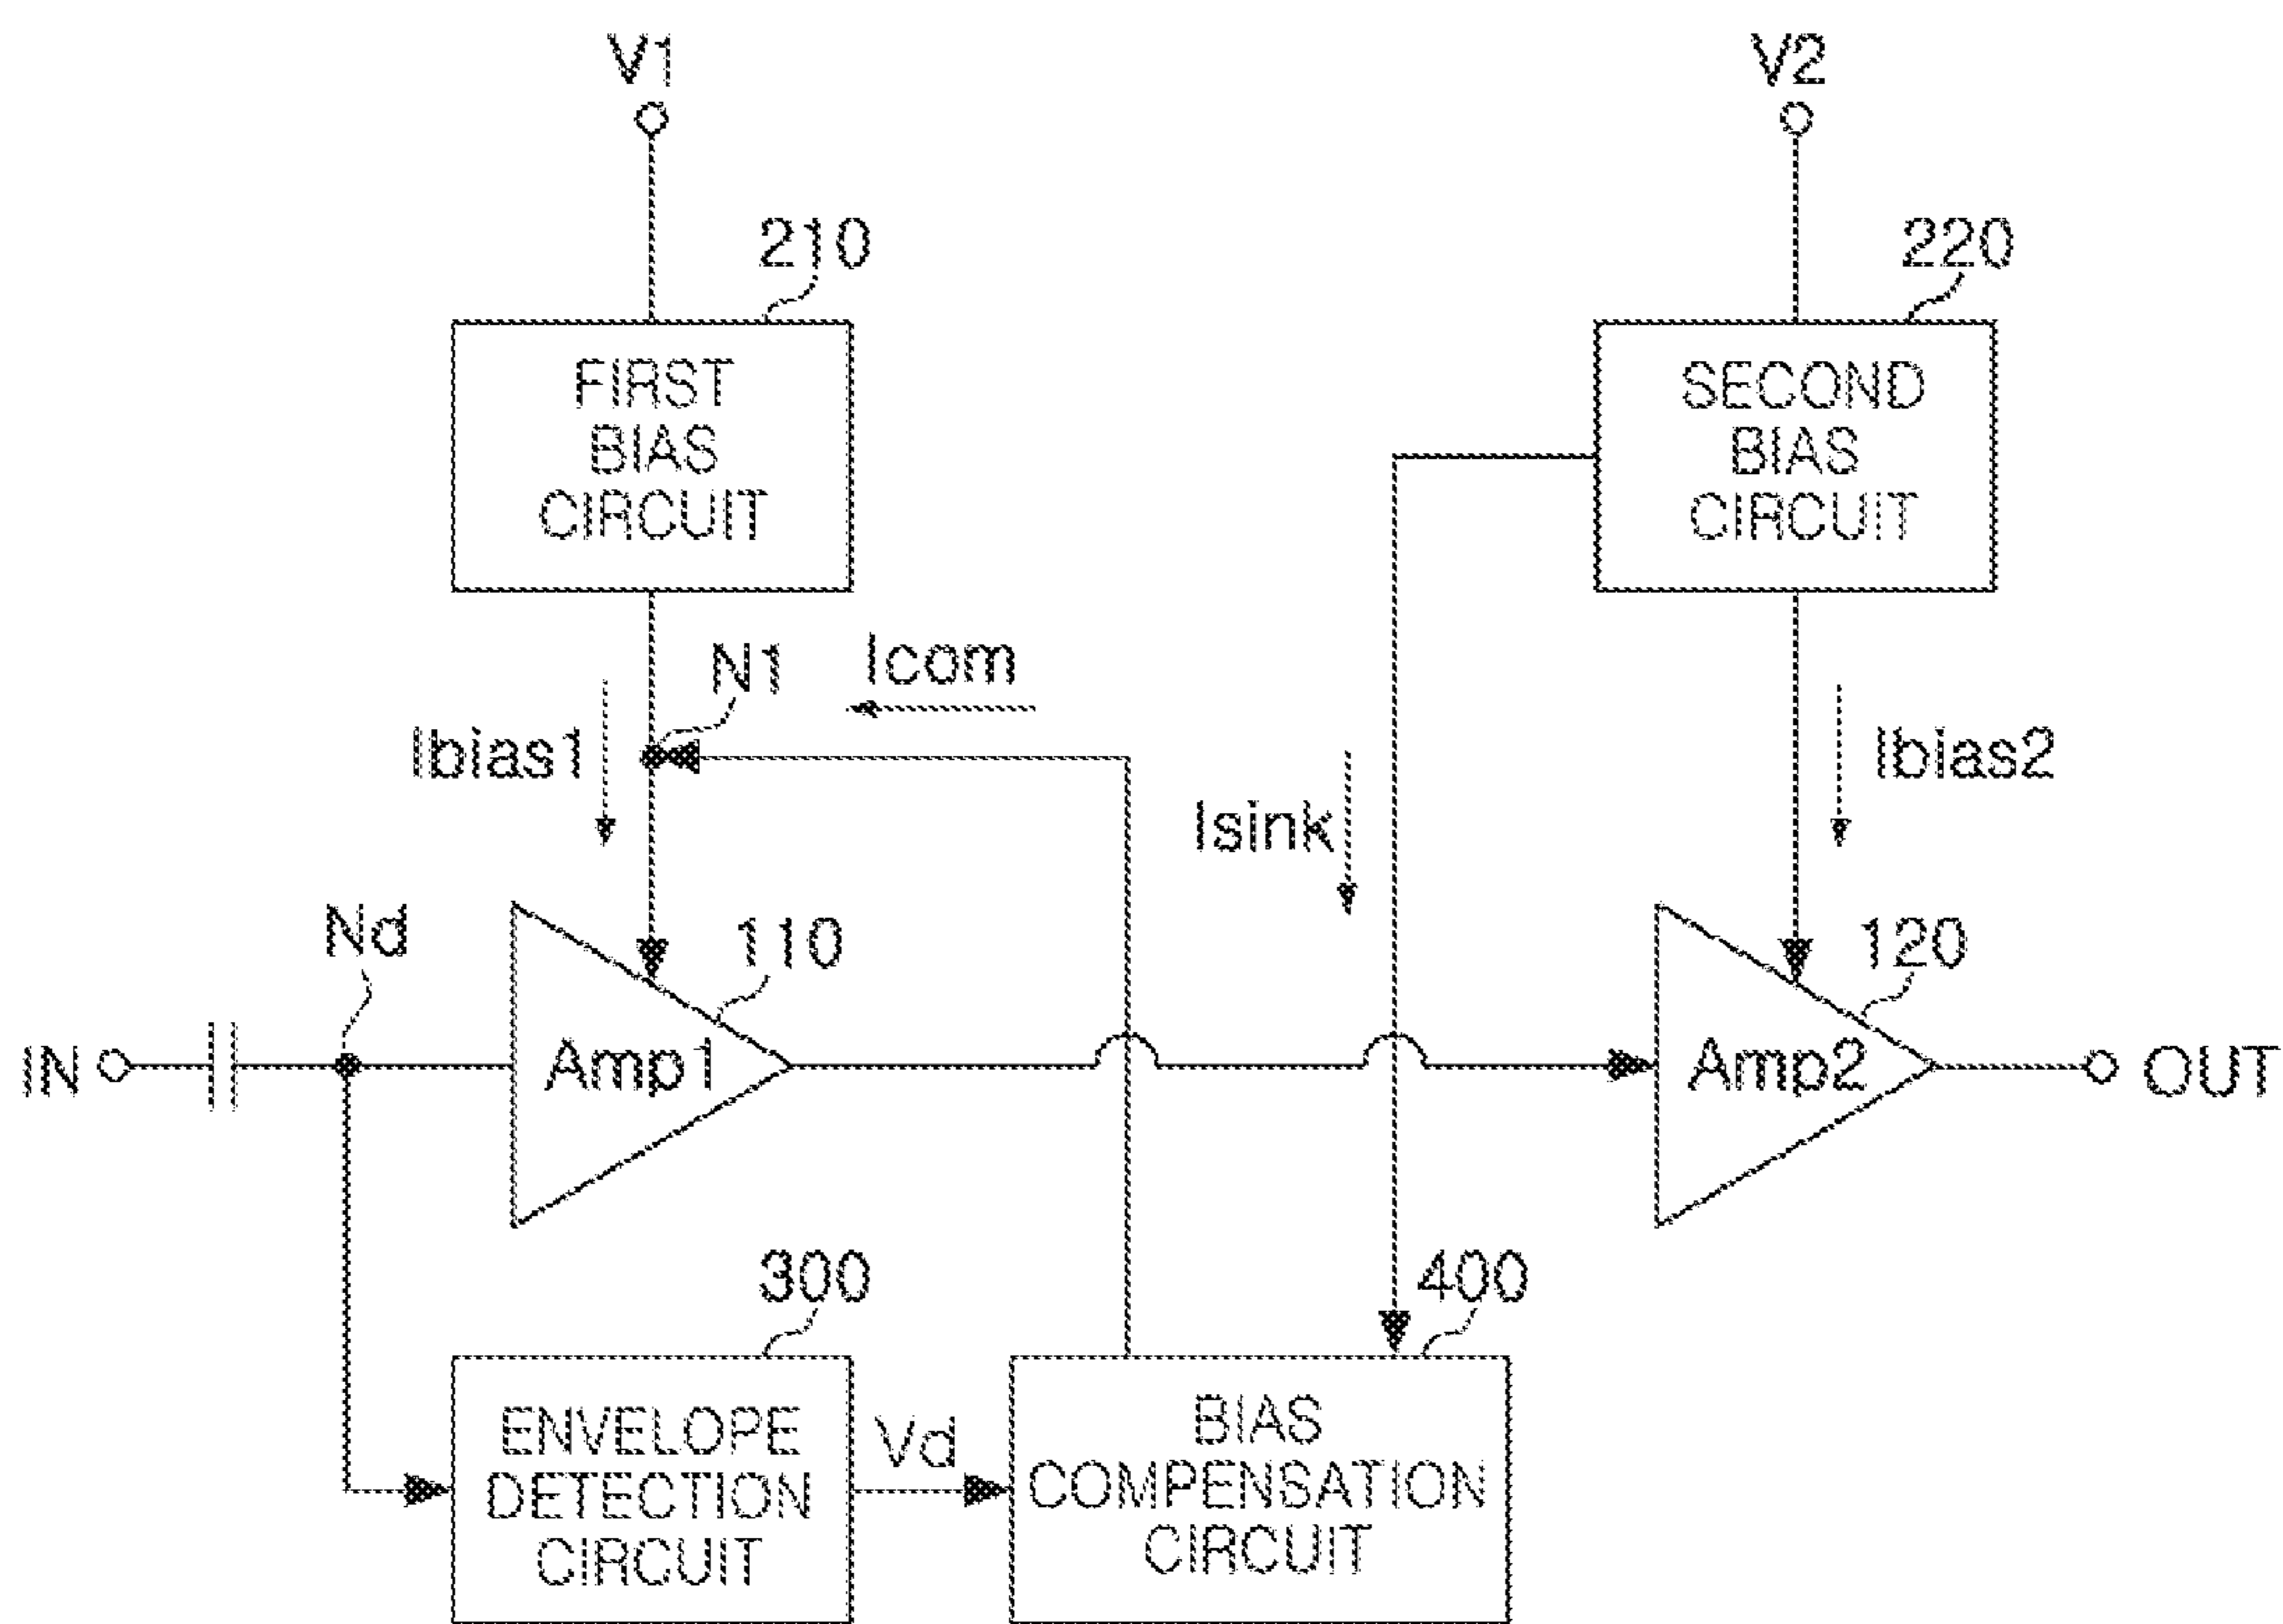 V1
V2
210
220
FIRST
BIAS
CIRCUIT
SECOND
BIAS
CIRCUIT
N1
Icom
Ibias1
Isink
Ibias2
Nd
110
120
IN
Amp1
Amp2
OUT
300
400
ENVELOPE
DETECTION
CIRCUIT
Vd
BIAS
COMPENSATION
CIRCUIT